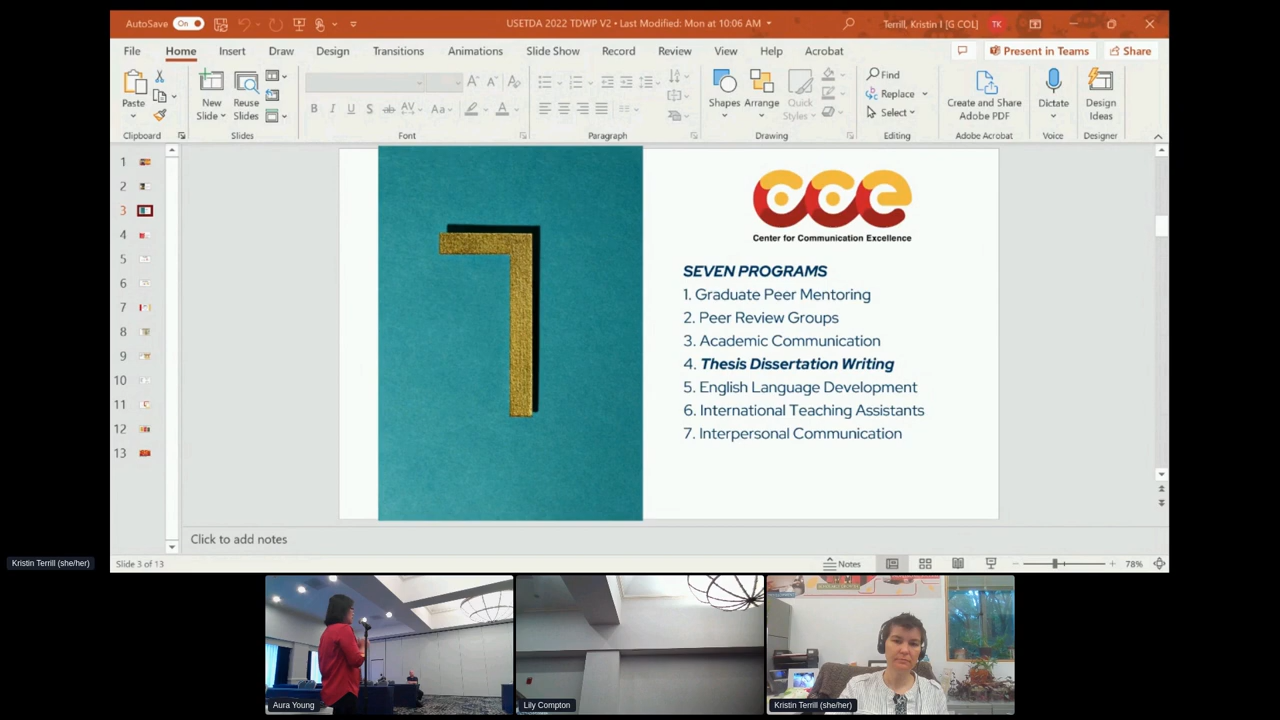 AutoSave On
USETDA 2022 TDWP V2 • Last Modified: Mon at 10:06 AM
Terrill, Kristin I [G COL] TK
File Home Insert Draw Design Transitions Animations Slide Show Record Review View Help Acrobat Present in Teams Share
Paste New Slide Reuse Slides Shapes Arrange Quick Styles Find Replace Select Create and Share Adobe PDF Dictate Design Ideas
B I U S ab AV Aa A
Clipboard Slides Font Paragraph Drawing Editing Adobe Acrobat Voice Designer
1
2
3
4
5
6
7
8
9
10
11
12
13
7
coe
Center for Communication Excellence
SEVEN PROGRAMS
1. Graduate Peer Mentoring
2. Peer Review Groups
3. Academic Communication
4. Thesis Dissertation Writing
5. English Language Development
6. International Teaching Assistants
7. Interpersonal Communication
Click to add notes
Kristin Terrill (she/her)
Slide 3 of 13 Notes 78%
Aura Young
Lily Compton
Kristin Terrill (she/her)